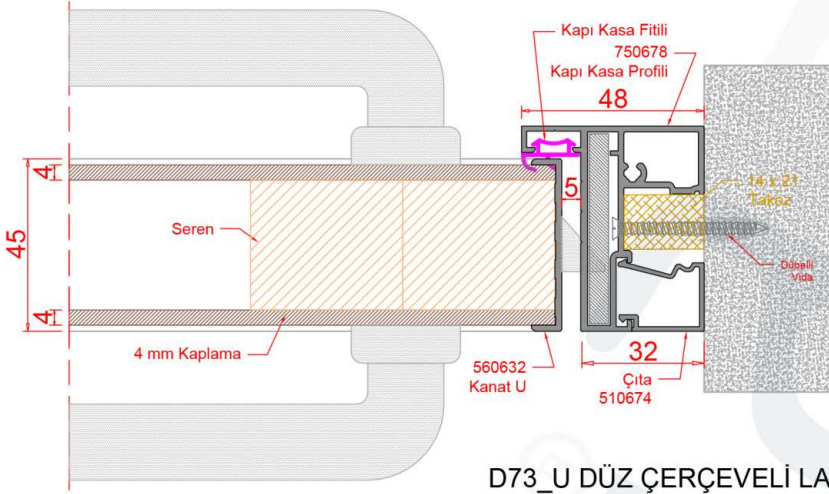 Kapı Kasa Fitili
750678
Kapı Kasa Profili
48
4
5
14 x 21
Takoz
Seren
45
Dübelli
Vida
4
4 mm Kaplama
32
560632
Kanat U
Çıta
510674
D73_U DÜZ ÇERÇEVELİ LA